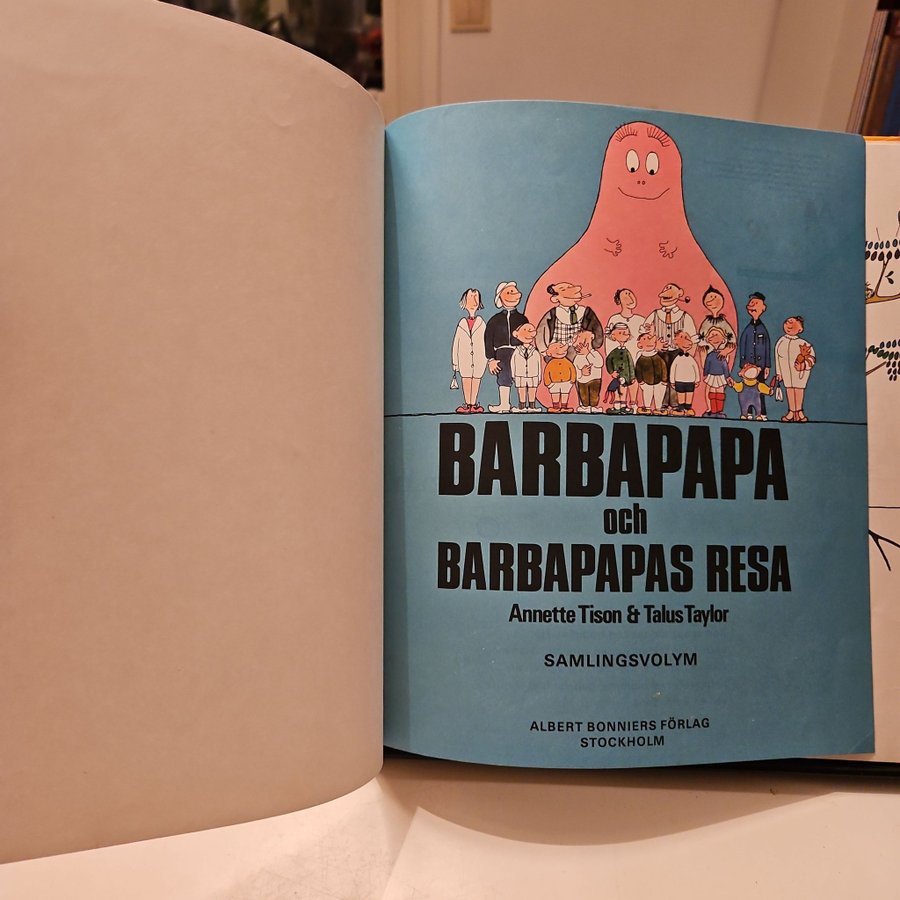 BARBAPAPA
och
BARBAPAPAS RESA
Annette Tison & Talus Taylor
SAMLINGSVOLYM
ALBERT BONNIERS FÖRLAG
STOCKHOLM